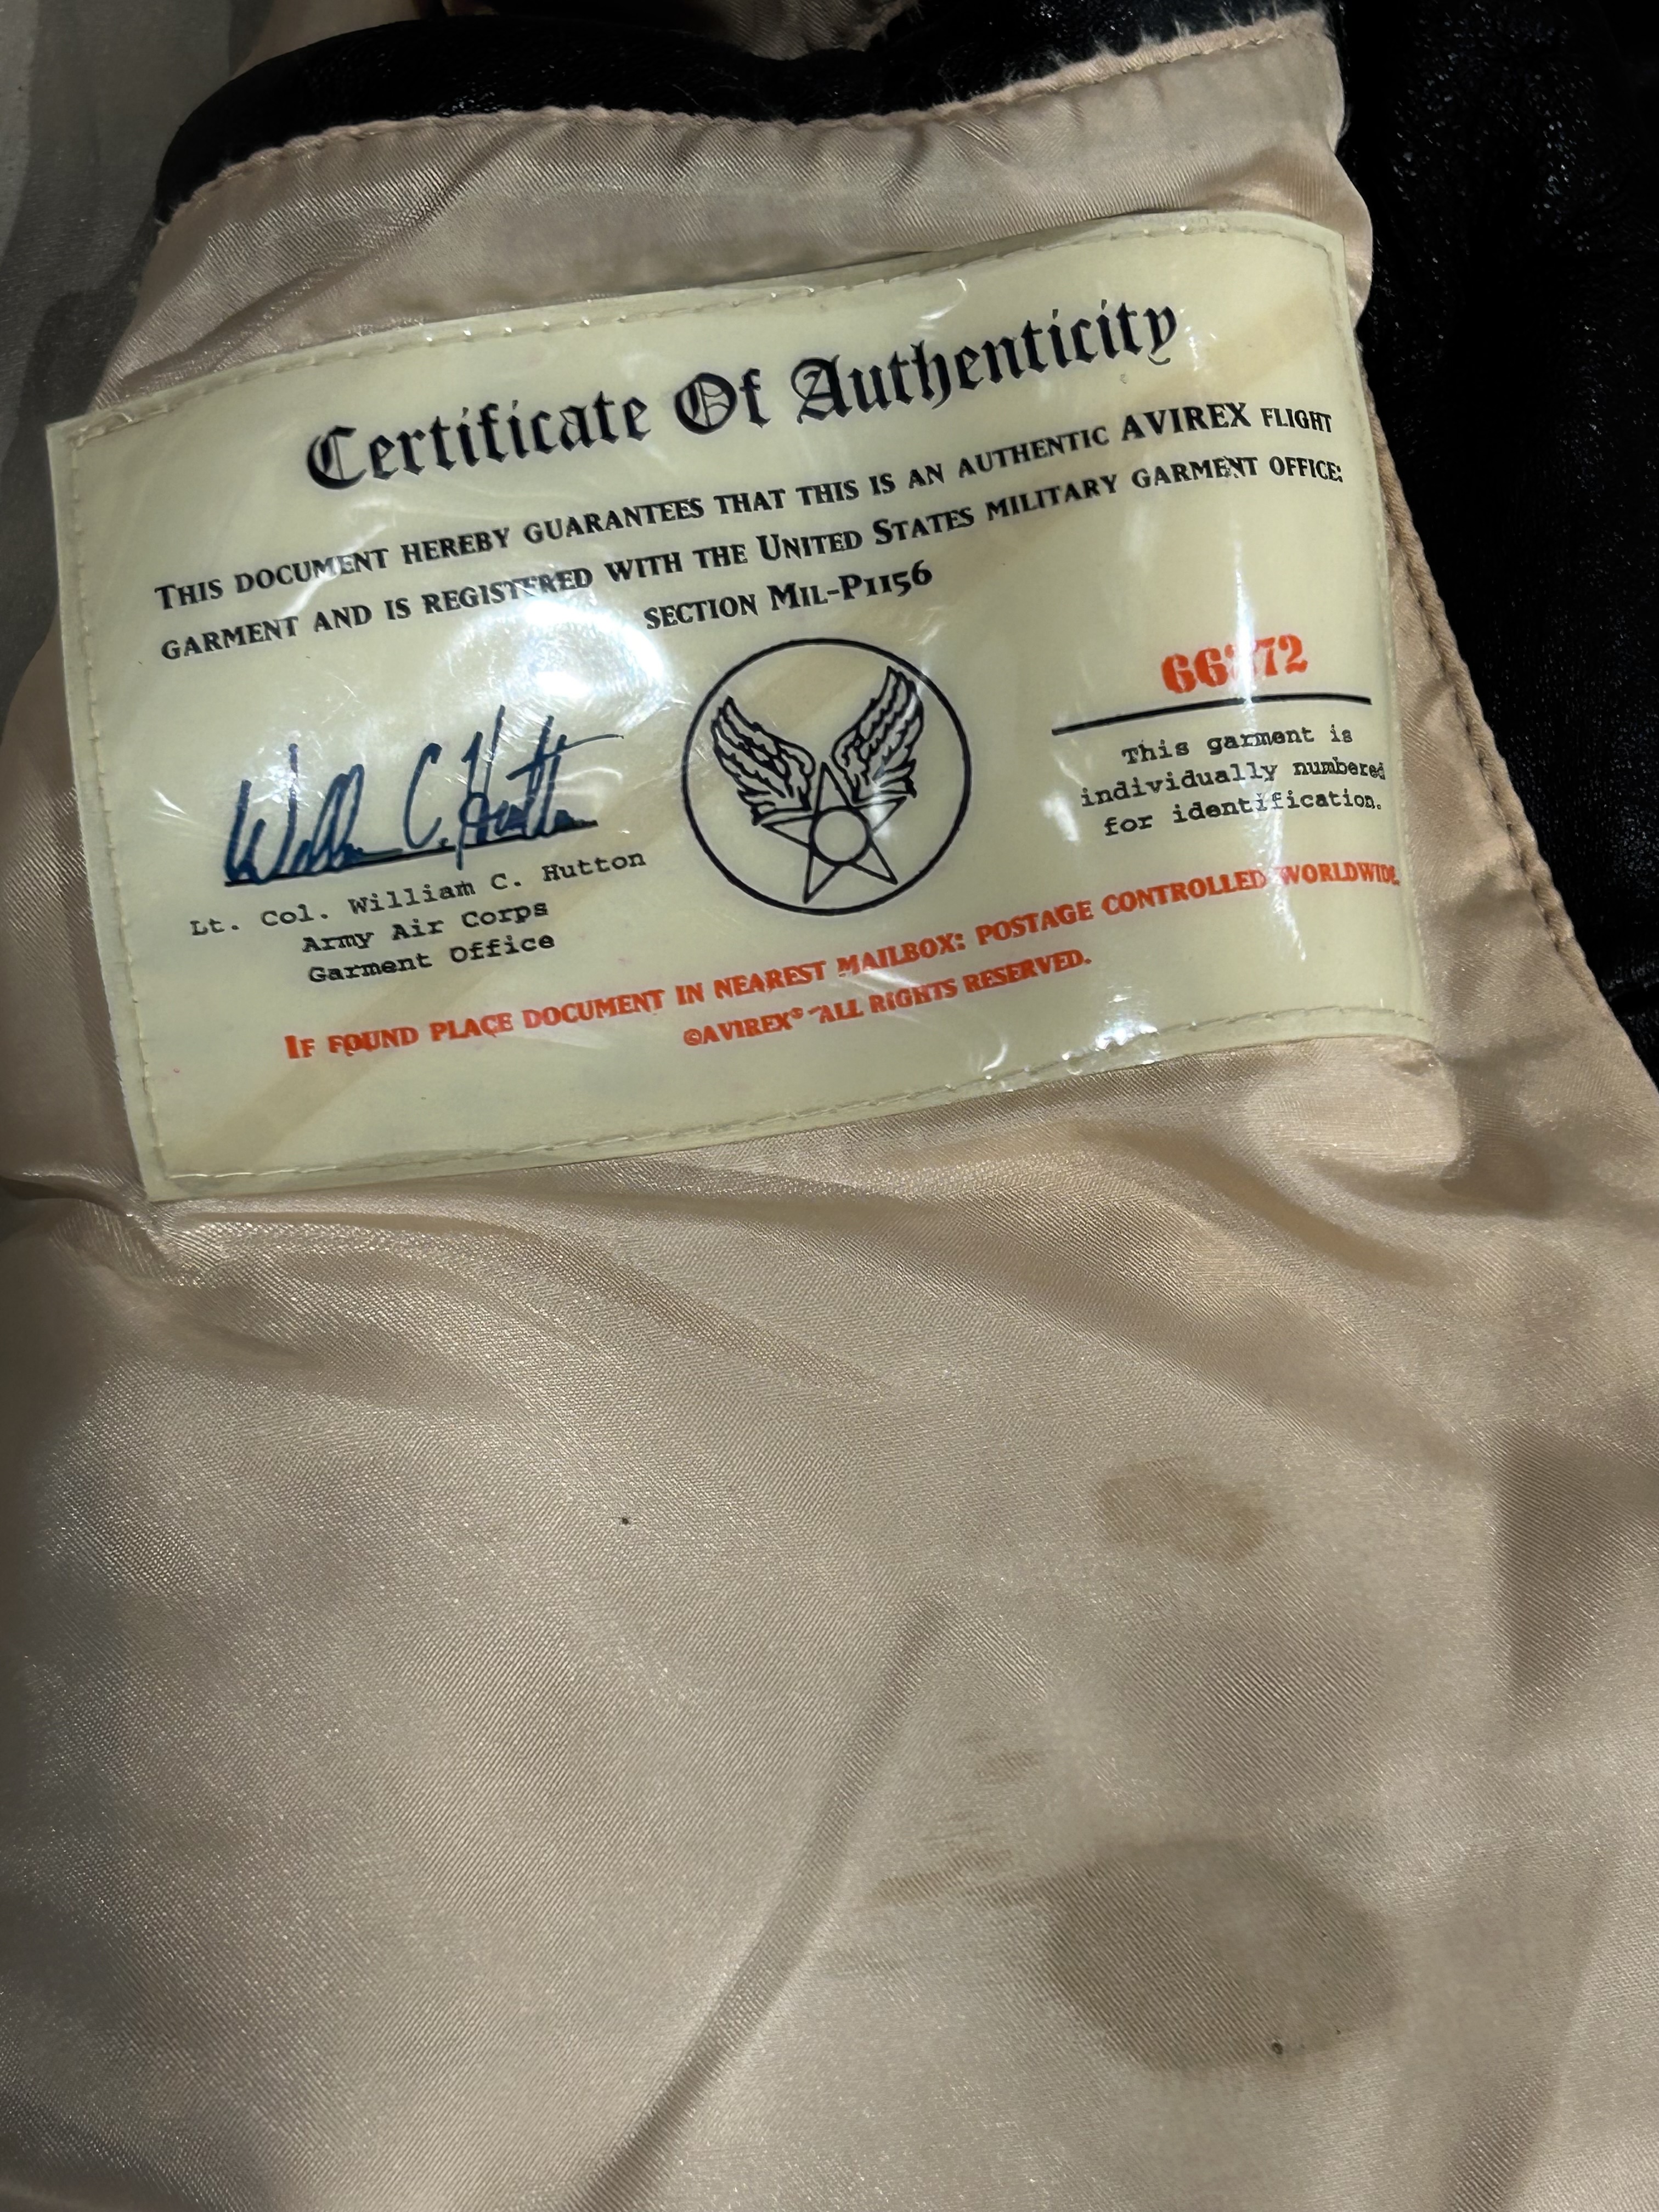 Certificate Of Authenticity
This document hereby guarantees that this is an authentic AVIREX flight
garment and is registered with the United States military garment office:
section Mil-P1156
William C. Hutton
Lt. Col. William C. Hutton
Army Air Corps
Garment Office
This garment is
individually numbered
for identification.
If found place document in nearest mailbox: postage controlled worldwide.
©AVIREX® ALL RIGHTS RESERVED.